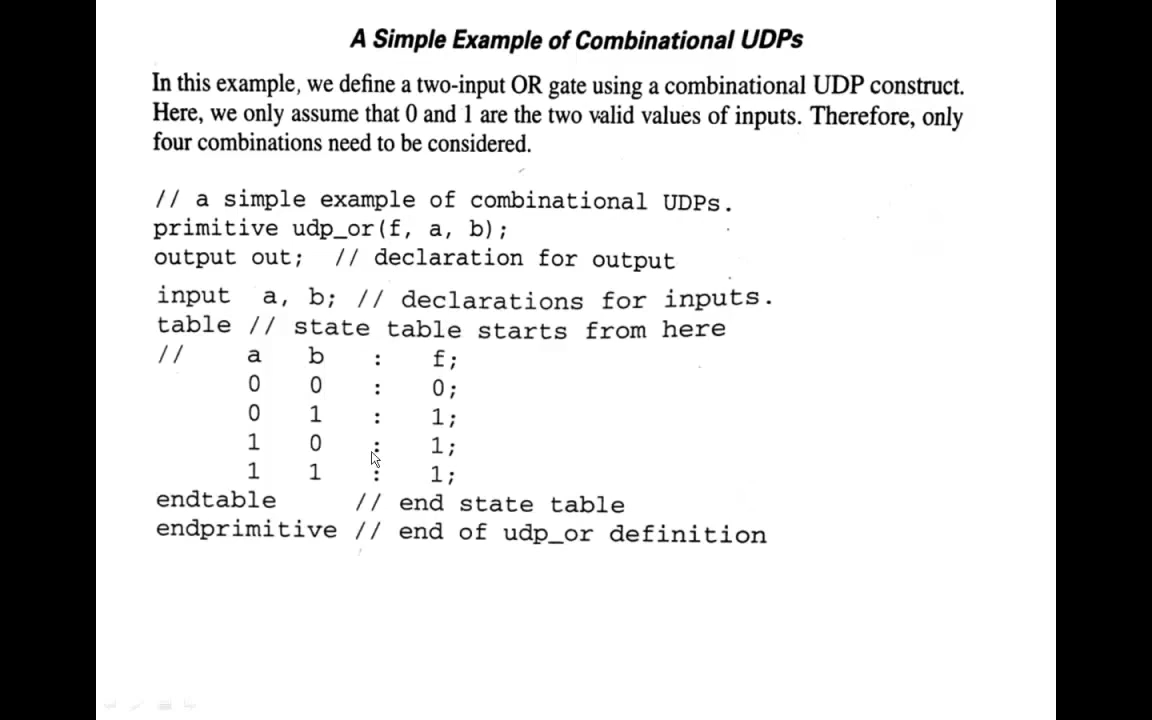 A Simple Example of Combinational UDPs
In this example, we define a two-input OR gate using a combinational UDP construct.
Here, we only assume that 0 and 1 are the two valid values of inputs. Therefore, only
four combinations need to be considered.
// a simple example of combinational UDPs.
primitive udp_or(f, a, b);
output out; // declaration for output
input a, b; // declarations for inputs.
table // state table starts from here
// a b : f;
0 0 : 0;
0 1 : 1;
1 0 : 1;
1 1 : 1;
endtable // end state table
endprimitive // end of udp_or definition